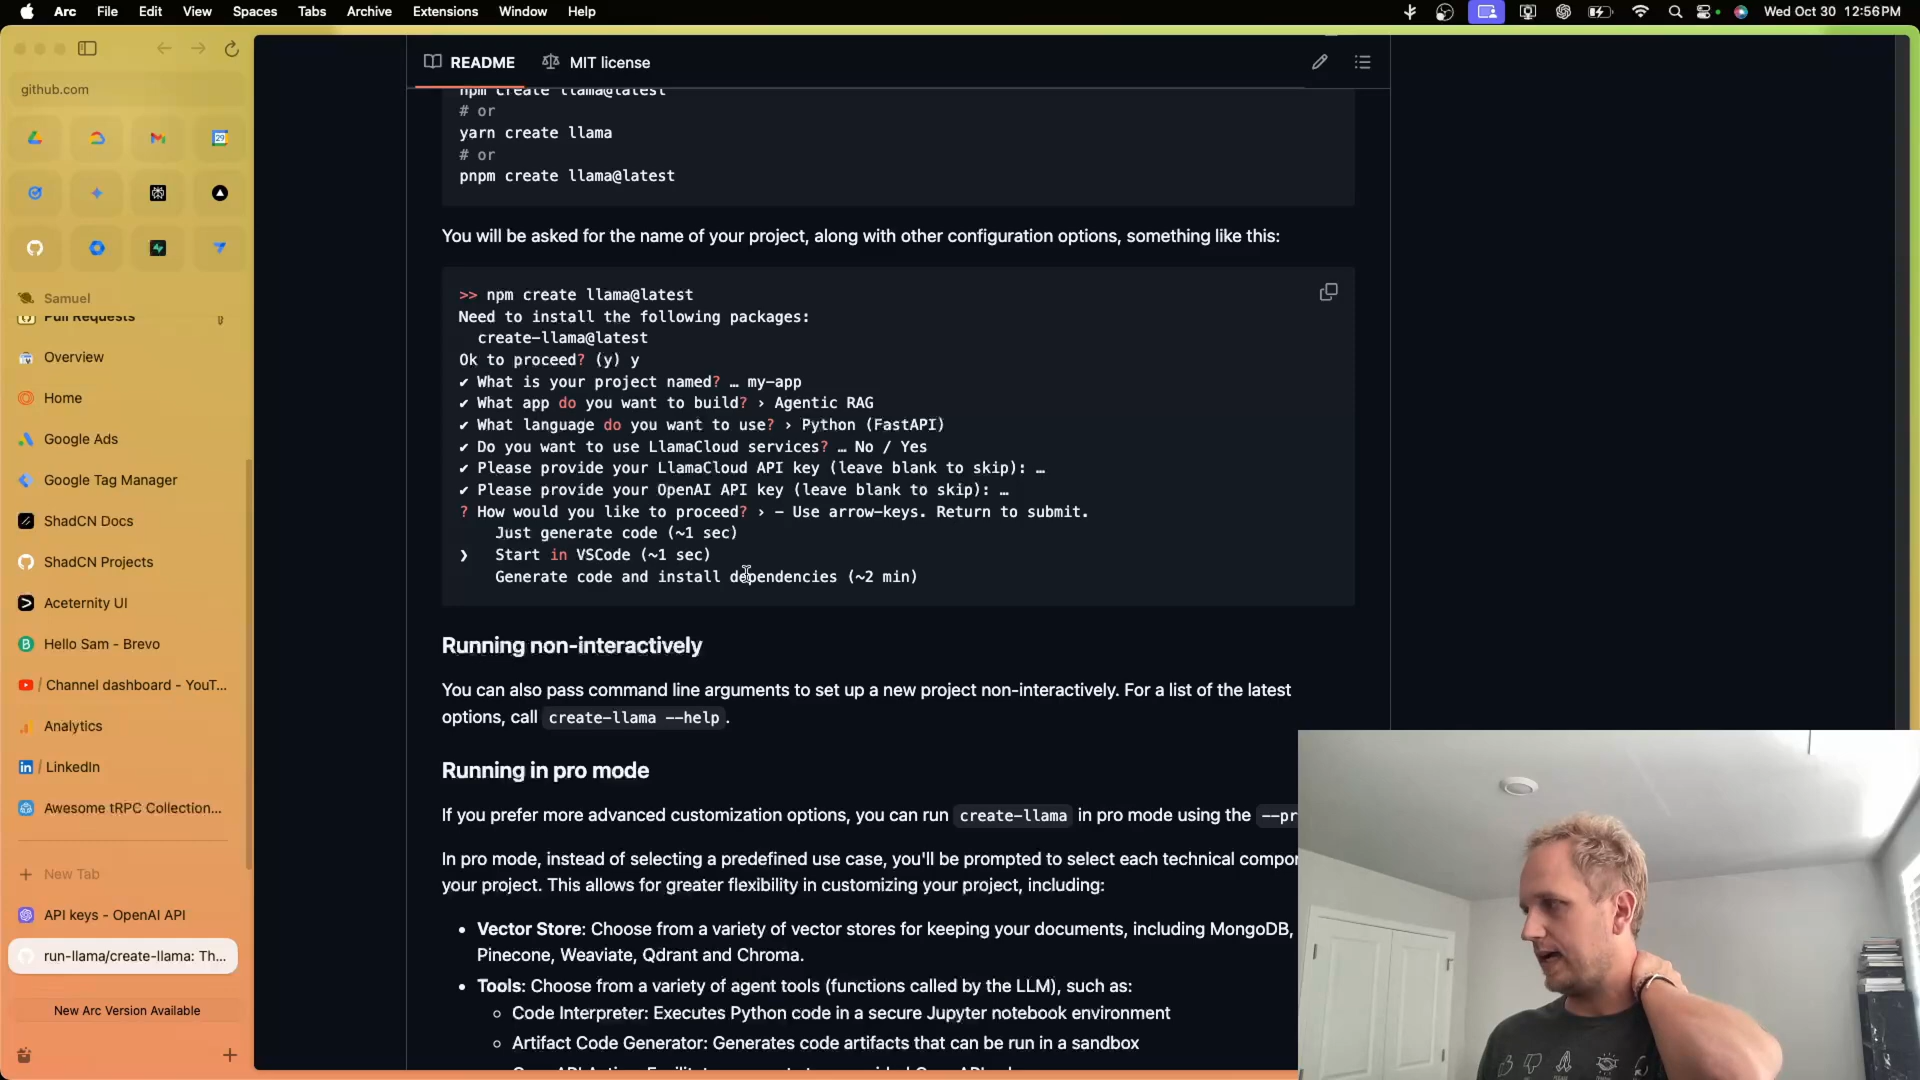 Arc File Edit View Spaces Tabs Archive Extensions Window Help
Wed Oct 30 12:56 PM
github.com
29
Samuel
Pull Requests
Overview
Home
Google Ads
Google Tag Manager
ShadCN Docs
ShadCN Projects
Aceternity UI
Hello Sam - Brevo
/ Channel dashboard - YouT...
Analytics
/ LinkedIn
Awesome tRPC Collection...
New Tab
API keys - OpenAI API
run-llama/create-llama: Th...
New Arc Version Available
README MIT license
npm create llama@latest
# or
yarn create llama
# or
pnpm create llama@latest
You will be asked for the name of your project, along with other configuration options, something like this:
>> npm create llama@latest
Need to install the following packages:
create-llama@latest
Ok to proceed? (y) y
✔ What is your project named? … my-app
✔ What app do you want to build? › Agentic RAG
✔ What language do you want to use? › Python (FastAPI)
✔ Do you want to use LlamaCloud services? … No / Yes
✔ Please provide your LlamaCloud API key (leave blank to skip): …
✔ Please provide your OpenAI API key (leave blank to skip): …
? How would you like to proceed? › - Use arrow-keys. Return to submit.
Just generate code (~1 sec)
❯ Start in VSCode (~1 sec)
Generate code and install dependencies (~2 min)
Running non-interactively
You can also pass command line arguments to set up a new project non-interactively. For a list of the latest
options, call create-llama --help.
Running in pro mode
If you prefer more advanced customization options, you can run create-llama in pro mode using the --pr
In pro mode, instead of selecting a predefined use case, you'll be prompted to select each technical compon
your project. This allows for greater flexibility in customizing your project, including:
• Vector Store: Choose from a variety of vector stores for keeping your documents, including MongoDB,
Pinecone, Weaviate, Qdrant and Chroma.
• Tools: Choose from a variety of agent tools (functions called by the LLM), such as:
○ Code Interpreter: Executes Python code in a secure Jupyter notebook environment
○ Artifact Code Generator: Generates code artifacts that can be run in a sandbox